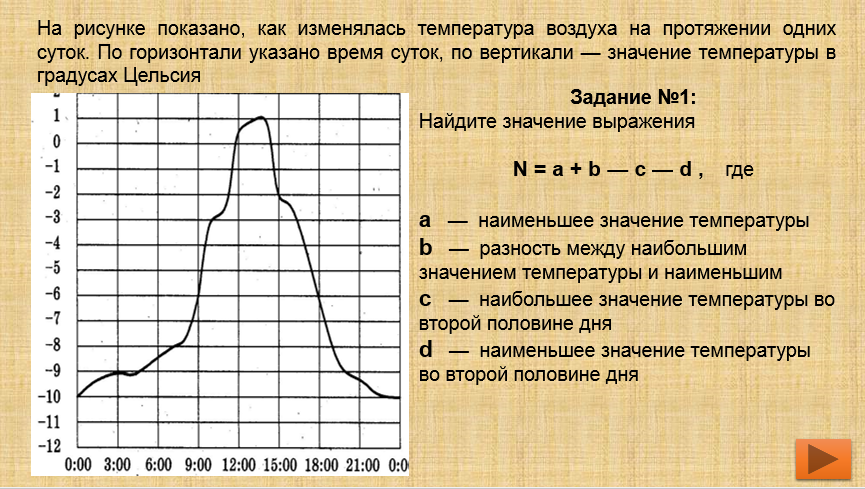 На рисунке показано, как изменялась температура воздуха на протяжении одних
суток. По горизонтали указано время суток, по вертикали — значение температуры в
градусах Цельсия
Задание №1:
Найдите значение выражения
N = a + b — c — d , где
a — наименьшее значение температуры
b — разность между наибольшим
значением температуры и наименьшим
c — наибольшее значение температуры во
второй половине дня
d — наименьшее значение температуры
во второй половине дня
2
1
0
−1
−2
−3
−4
−5
−6
−7
−8
−9
−10
−11
−12
0:00 3:00 6:00 9:00 12:00 15:00 18:00 21:00 0:0